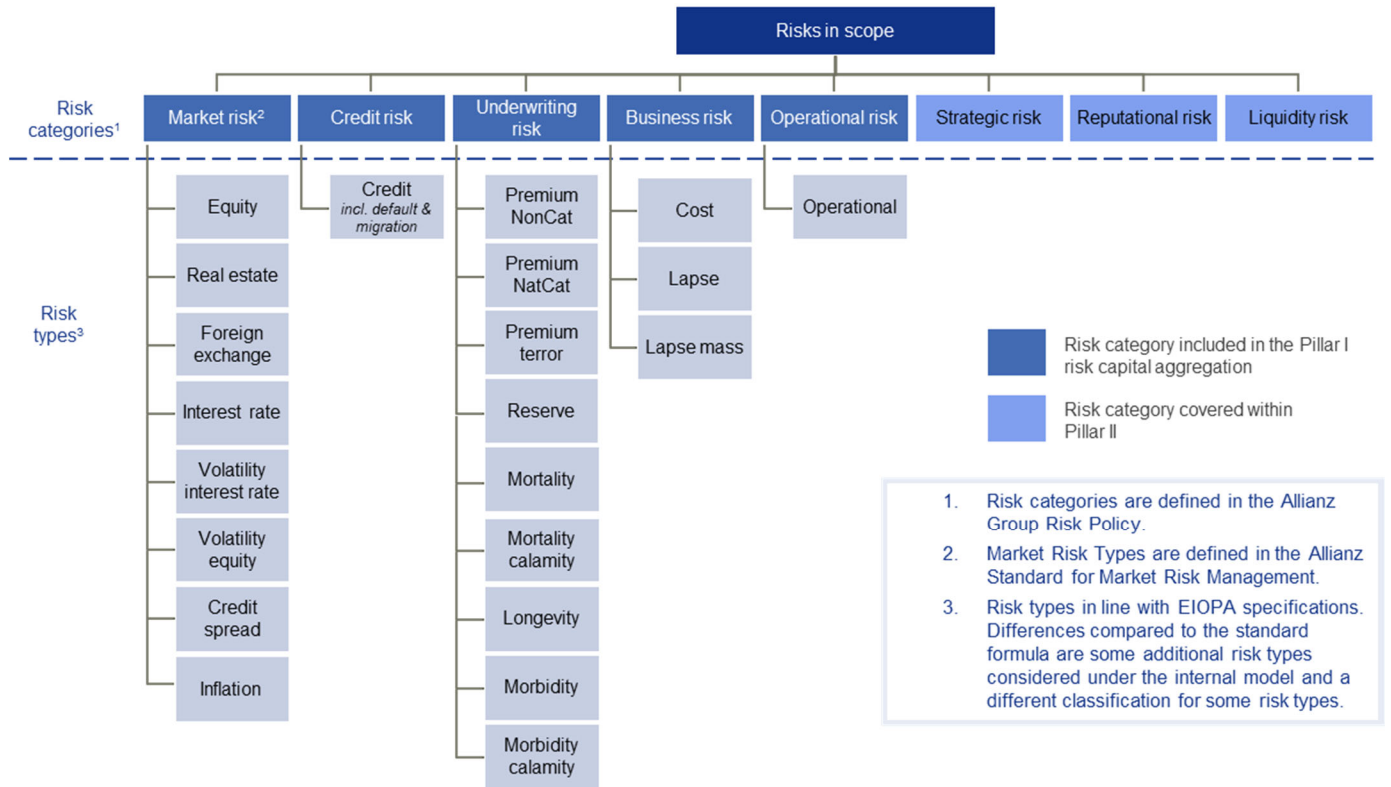 Risks in scope
Risk
categories¹
Market risk²
Credit risk
Underwriting
risk
Business risk
Operational risk
Strategic risk
Reputational risk
Liquidity risk
Risk
types³
Equity
Real estate
Foreign
exchange
Interest rate
Volatility
interest rate
Volatility
equity
Credit
spread
Inflation
Credit
incl. default &
migration
Premium
NonCat
Premium
NatCat
Premium
terror
Reserve
Mortality
Mortality
calamity
Longevity
Morbidity
Morbidity
calamity
Cost
Lapse
Lapse mass
Operational
Risk category included in the Pillar I
risk capital aggregation
Risk category covered within
Pillar II
1. Risk categories are defined in the Allianz
Group Risk Policy.
2. Market Risk Types are defined in the Allianz
Standard for Market Risk Management.
3. Risk types in line with EIOPA specifications.
Differences compared to the standard
formula are some additional risk types
considered under the internal model and a
different classification for some risk types.